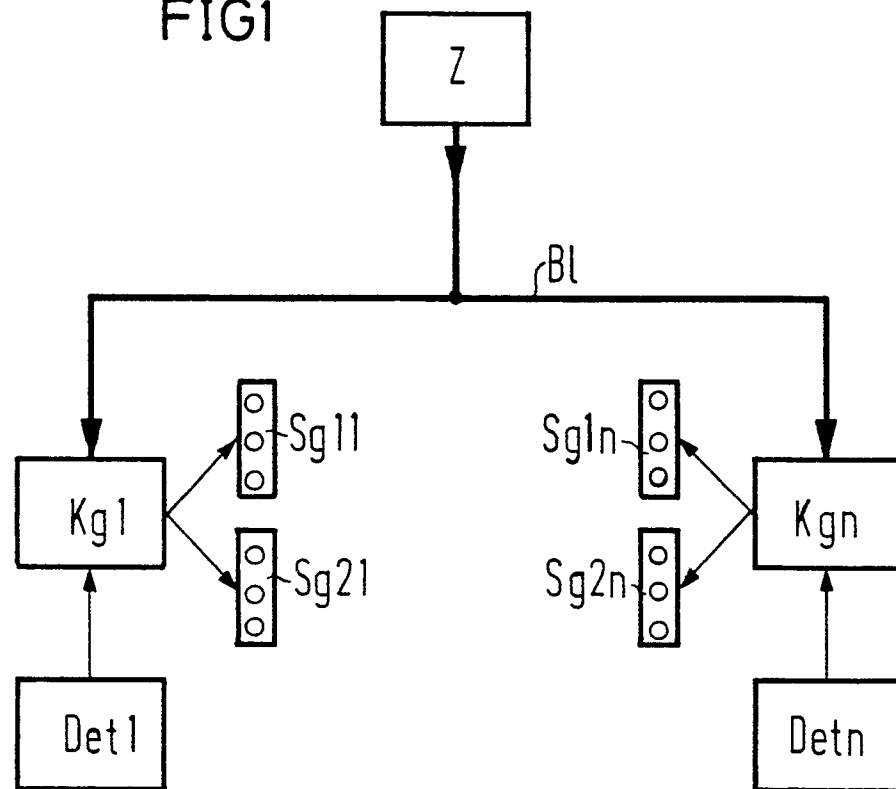 FIG1
Z
Bl
Sg11
Sg1n
Kg1
Kgn
Sg21
Sg2n
Det1
Detn